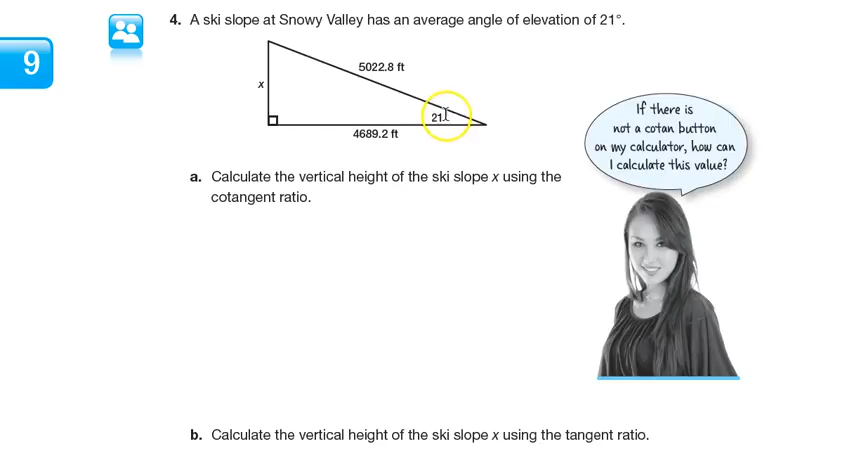 4. A ski slope at Snowy Valley has an average angle of elevation of 21°.
9
5022.8 ft
x
21
4689.2 ft
If there is
not a cotan button
on my calculator, how can
I calculate this value?
a. Calculate the vertical height of the ski slope x using the
cotangent ratio.
b. Calculate the vertical height of the ski slope x using the tangent ratio.